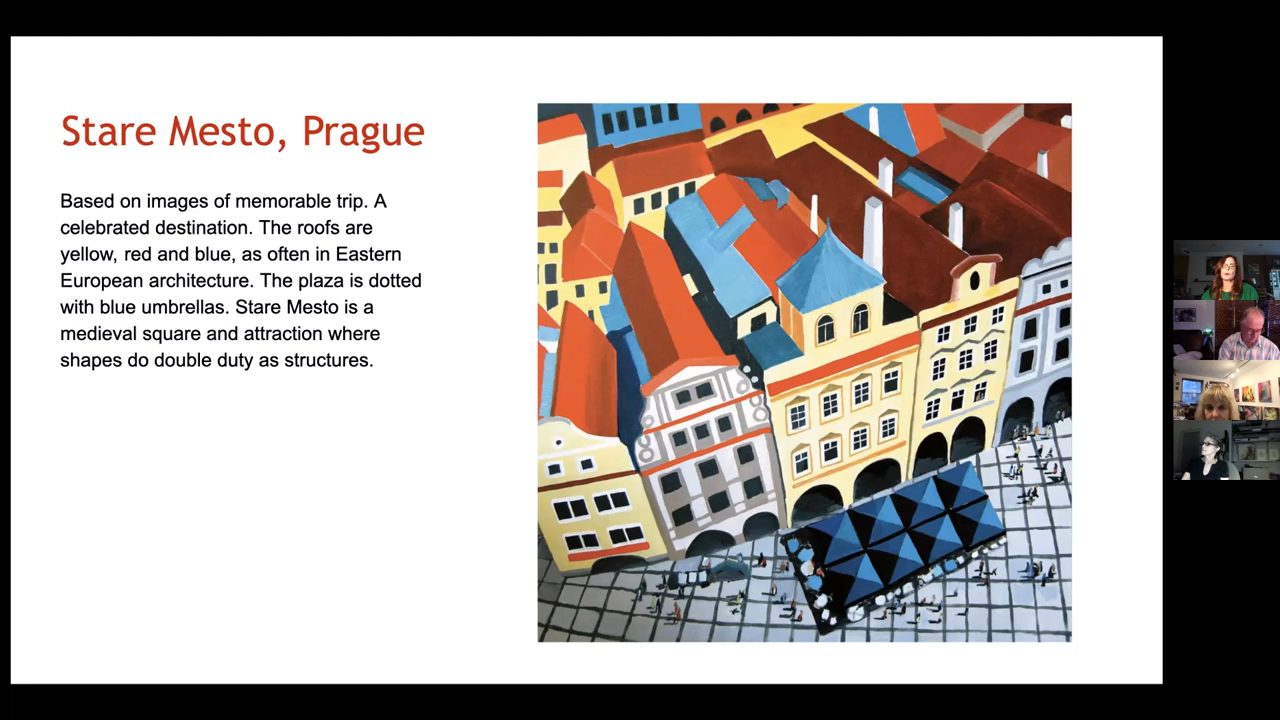 Stare Mesto, Prague
Based on images of memorable trip. A
celebrated destination. The roofs are
yellow, red and blue, as often in Eastern
European architecture. The plaza is dotted
with blue umbrellas. Stare Mesto is a
medieval square and attraction where
shapes do double duty as structures.